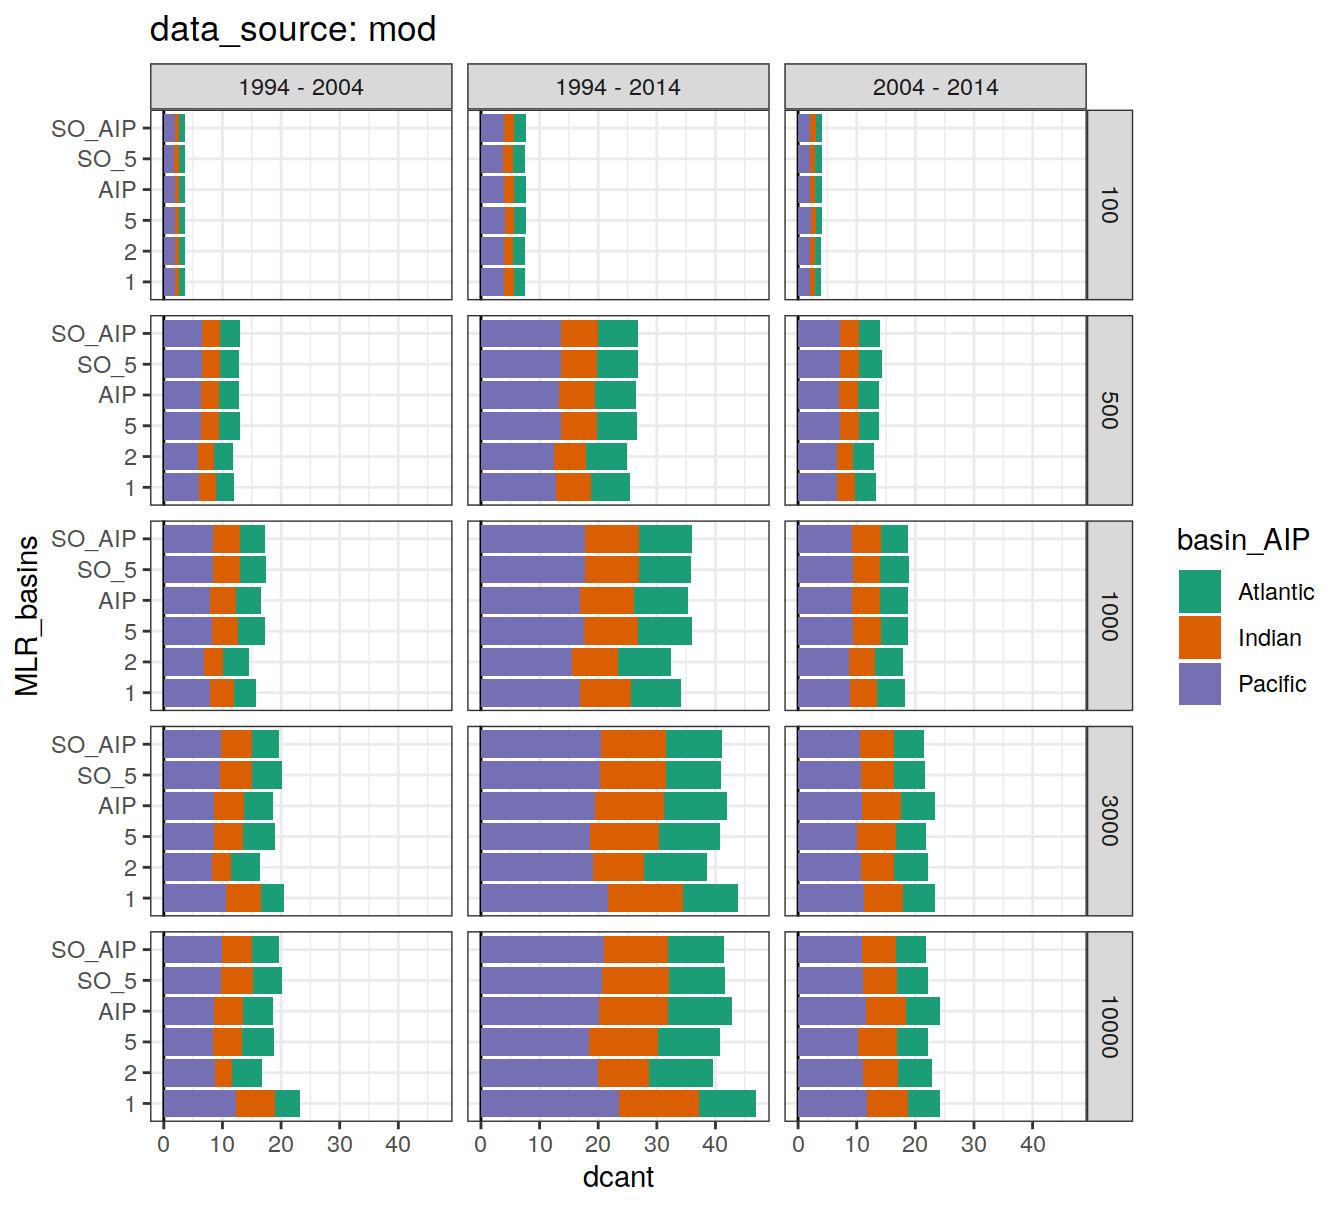 data_source: mod
1994 - 2004 1994 - 2014 2004 - 2014
SO_AIP
SO_5
AIP
5
2
1
100
SO_AIP
SO_5
AIP
5
2
1
500
SO_AIP
SO_5
AIP
5
2
1
1000
SO_AIP
SO_5
AIP
5
2
1
3000
SO_AIP
SO_5
AIP
5
2
1
10000
0 10 20 30 40 0 10 20 30 40 0 10 20 30 40
dcant
MLR_basins
basin_AIP
Atlantic
Indian
Pacific